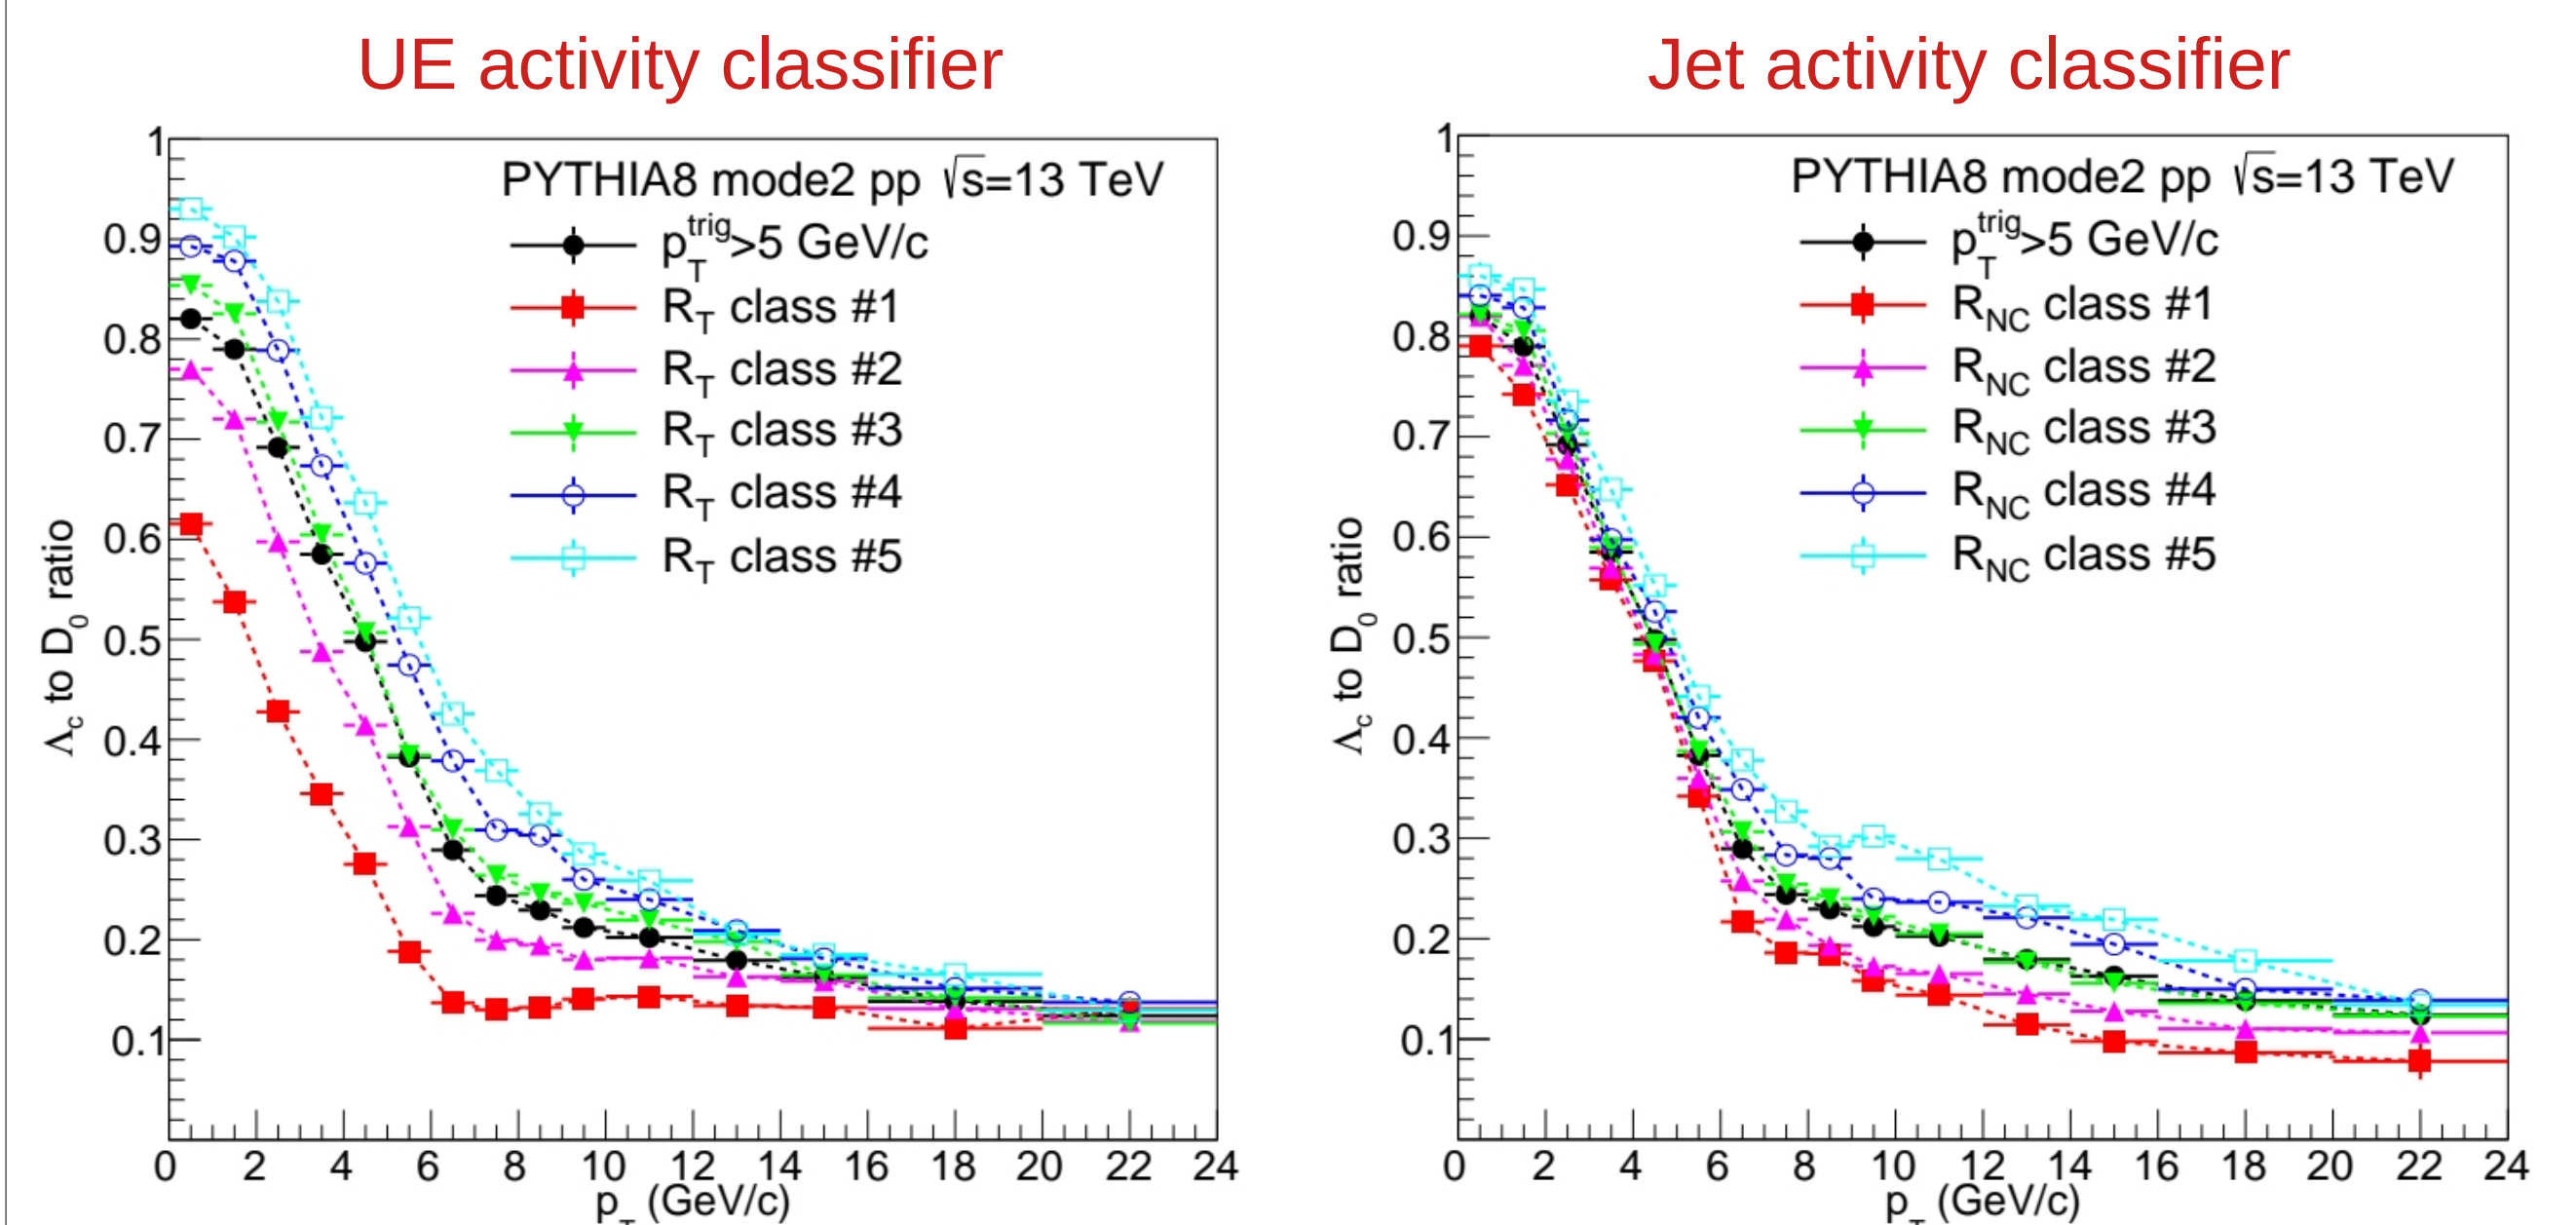 UE activity classifier
Jet activity classifier
PYTHIA8 mode2 pp √s=13 TeV
p_T^trig>5 GeV/c
R_T class #1
R_T class #2
R_T class #3
R_T class #4
R_T class #5
1
0.9
0.8
0.7
0.6
0.5
0.4
0.3
0.2
0.1
Λ_c to D_0 ratio
0 2 4 6 8 10 12 14 16 18 20 22 24
p_T (GeV/c)
PYTHIA8 mode2 pp √s=13 TeV
p_T^trig>5 GeV/c
R_NC class #1
R_NC class #2
R_NC class #3
R_NC class #4
R_NC class #5
1
0.9
0.8
0.7
0.6
0.5
0.4
0.3
0.2
0.1
Λ_c to D_0 ratio
0 2 4 6 8 10 12 14 16 18 20 22 24
p_T (GeV/c)